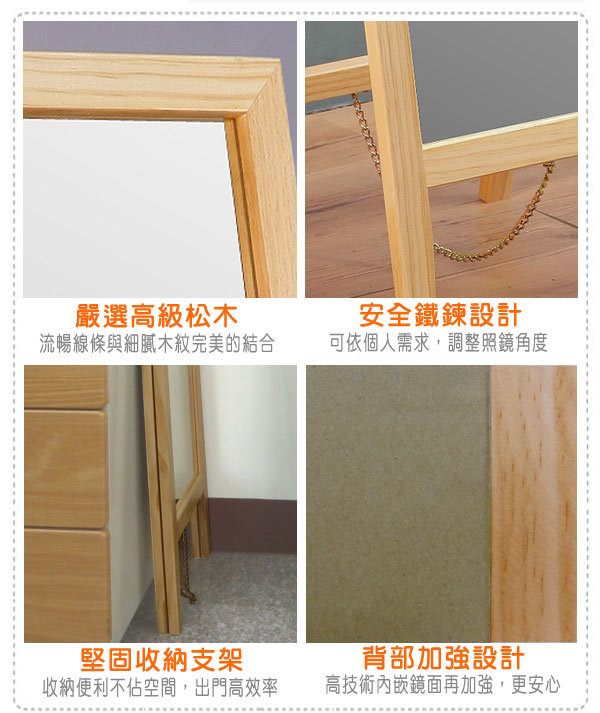 嚴選高級松木
流暢線條與細膩木紋完美的結合
安全鐵鍊設計
可依個人需求，調整照鏡角度
堅固收納支架
收納便利不佔空間，出門高效率
背部加強設計
高技術內嵌鏡面再加強，更安心